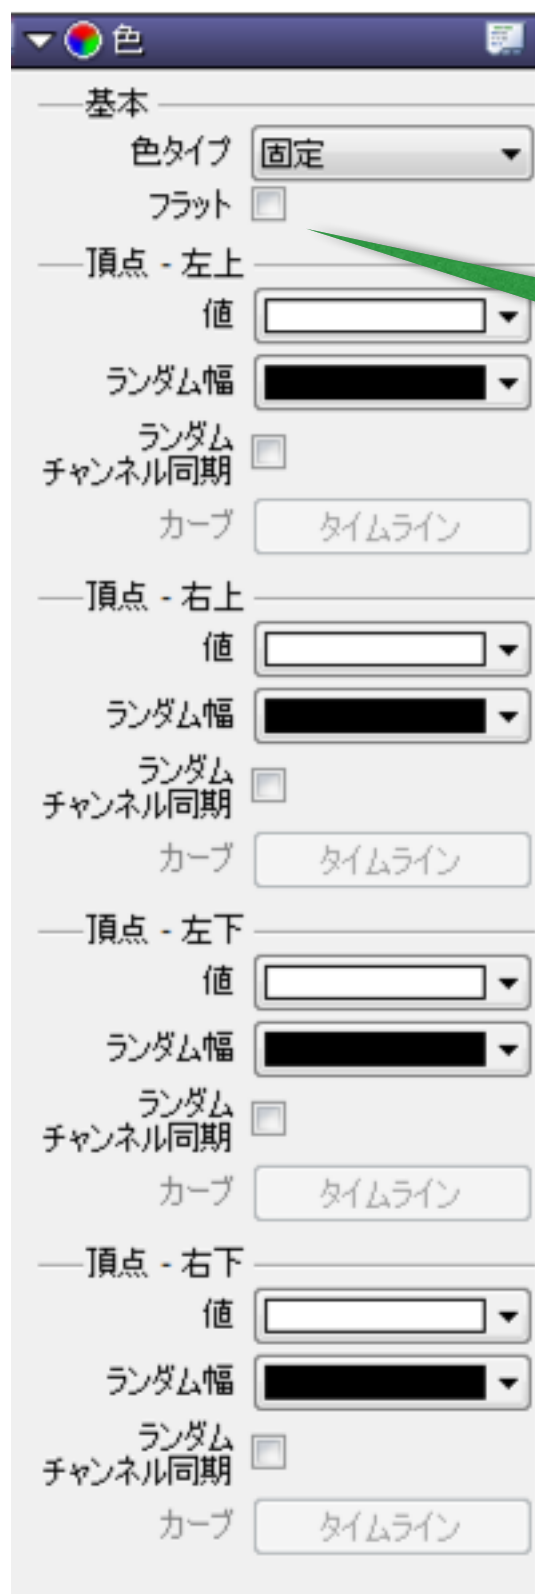 色
基本
色タイプ 固定
フラット
頂点 - 左上
値
ランダム幅
ランダム
チャンネル同期
カーブ タイムライン
頂点 - 右上
値
ランダム幅
ランダム
チャンネル同期
カーブ タイムライン
頂点 - 左下
値
ランダム幅
ランダム
チャンネル同期
カーブ タイムライン
頂点 - 右下
値
ランダム幅
ランダム
チャンネル同期
カーブ タイムライン